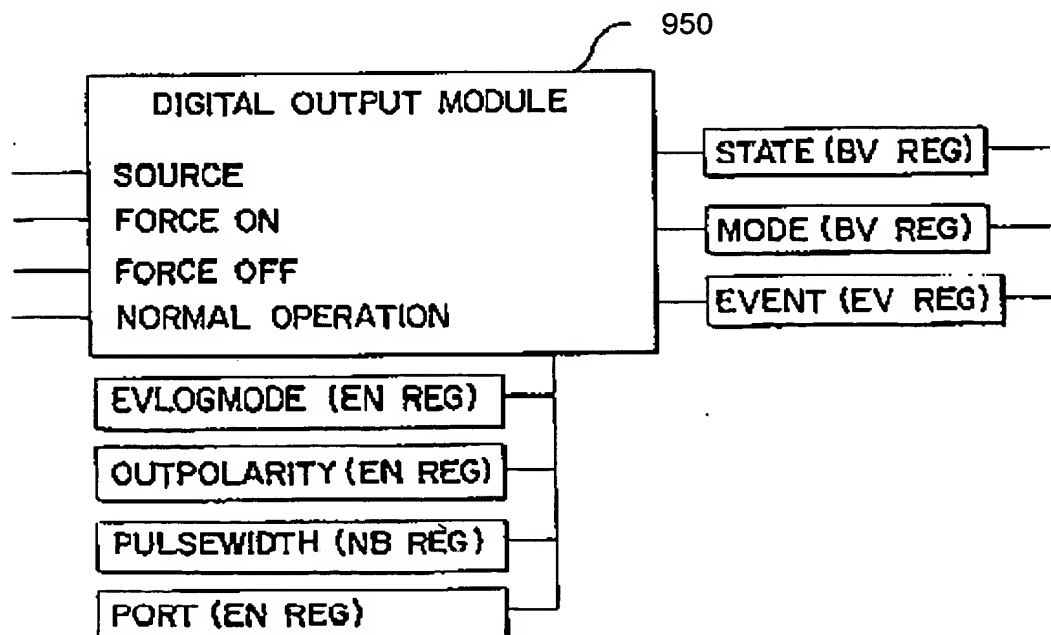 950
DIGITAL OUTPUT MODULE
SOURCE
FORCE ON
FORCE OFF
NORMAL OPERATION
STATE (BV REG)
MODE (BV REG)
EVENT (EV REG)
EVLOGMODE (EN REG)
OUTPOLARITY (EN REG)
PULSEWIDTH (NB REG)
PORT (EN REG)